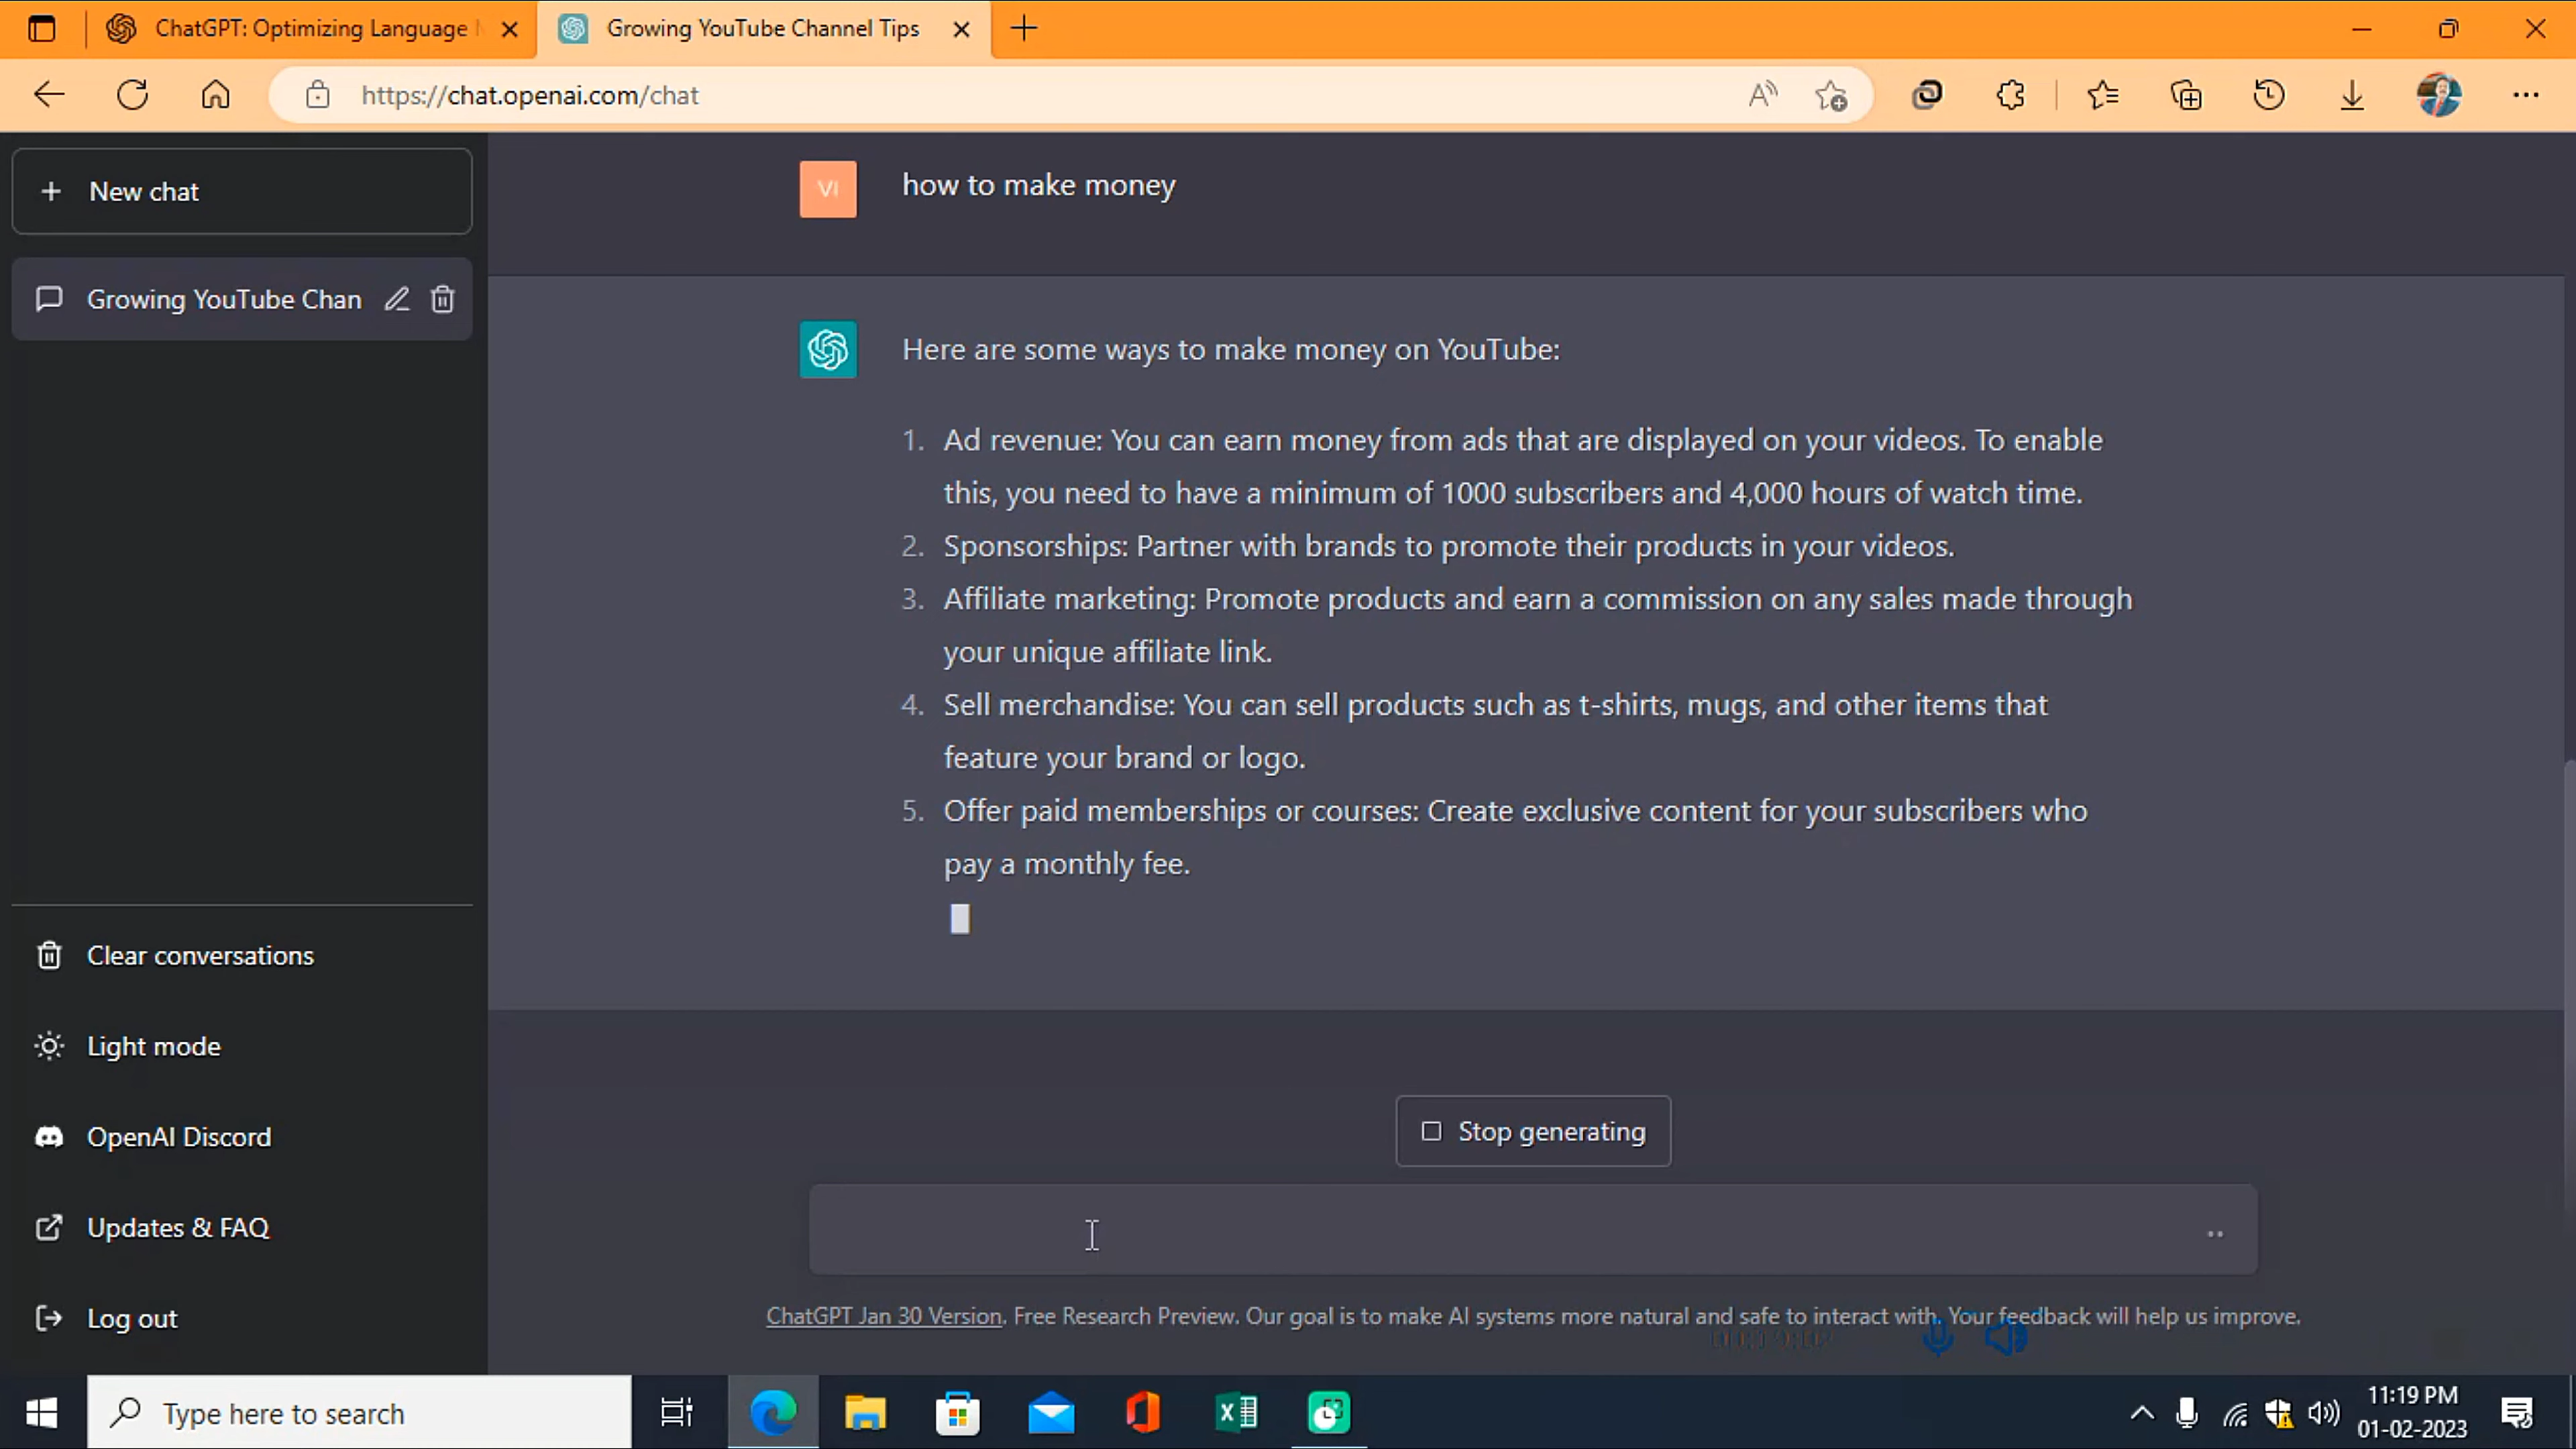 ChatGPT: Optimizing Language
Growing YouTube Channel Tips
https://chat.openai.com/chat
New chat
Growing YouTube Chan
Clear conversations
Light mode
OpenAI Discord
Updates & FAQ
Log out
VI
how to make money
Here are some ways to make money on YouTube:
1. Ad revenue: You can earn money from ads that are displayed on your videos. To enable
this, you need to have a minimum of 1000 subscribers and 4,000 hours of watch time.
2. Sponsorships: Partner with brands to promote their products in your videos.
3. Affiliate marketing: Promote products and earn a commission on any sales made through
your unique affiliate link.
4. Sell merchandise: You can sell products such as t-shirts, mugs, and other items that
feature your brand or logo.
5. Offer paid memberships or courses: Create exclusive content for your subscribers who
pay a monthly fee.
Stop generating
ChatGPT Jan 30 Version. Free Research Preview. Our goal is to make AI systems more natural and safe to interact with. Your feedback will help us improve.
Type here to search
11:19 PM
01-02-2023